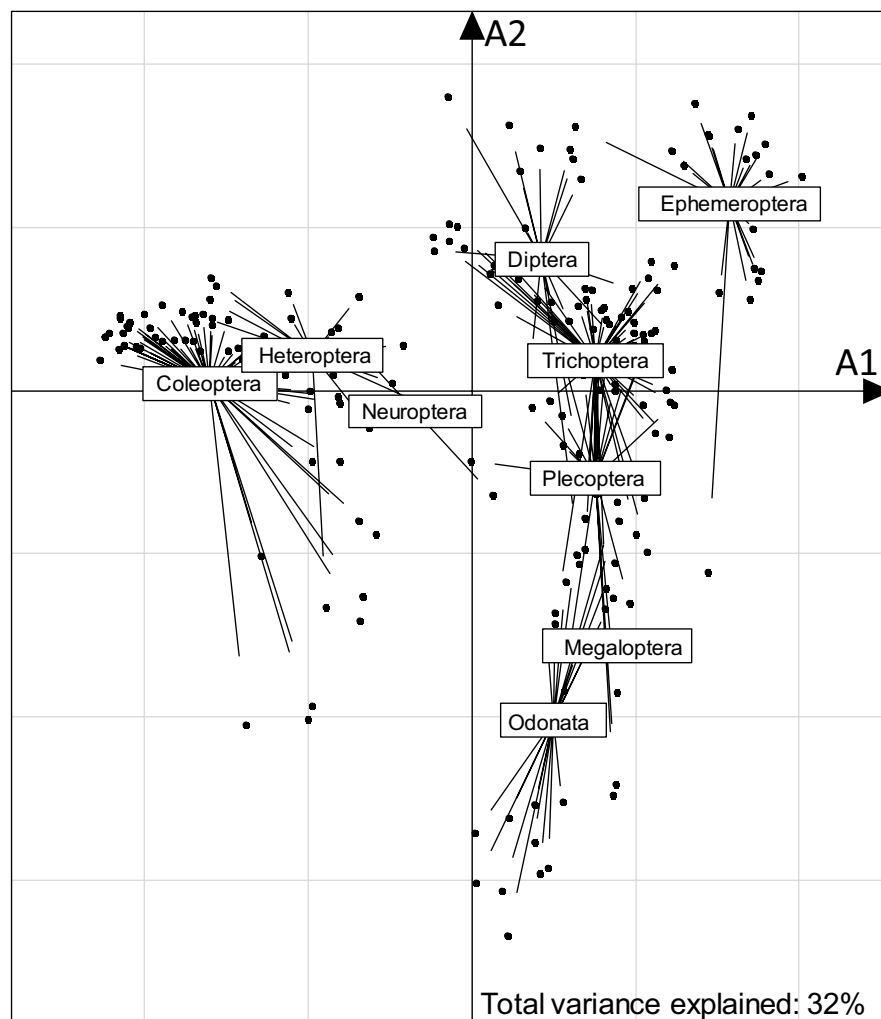 A2
Ephemeroptera
Diptera
Heteroptera
Trichoptera
A1
Coleoptera
Neuroptera
Plecoptera
Megaloptera
Odonata
Total variance explained: 32%